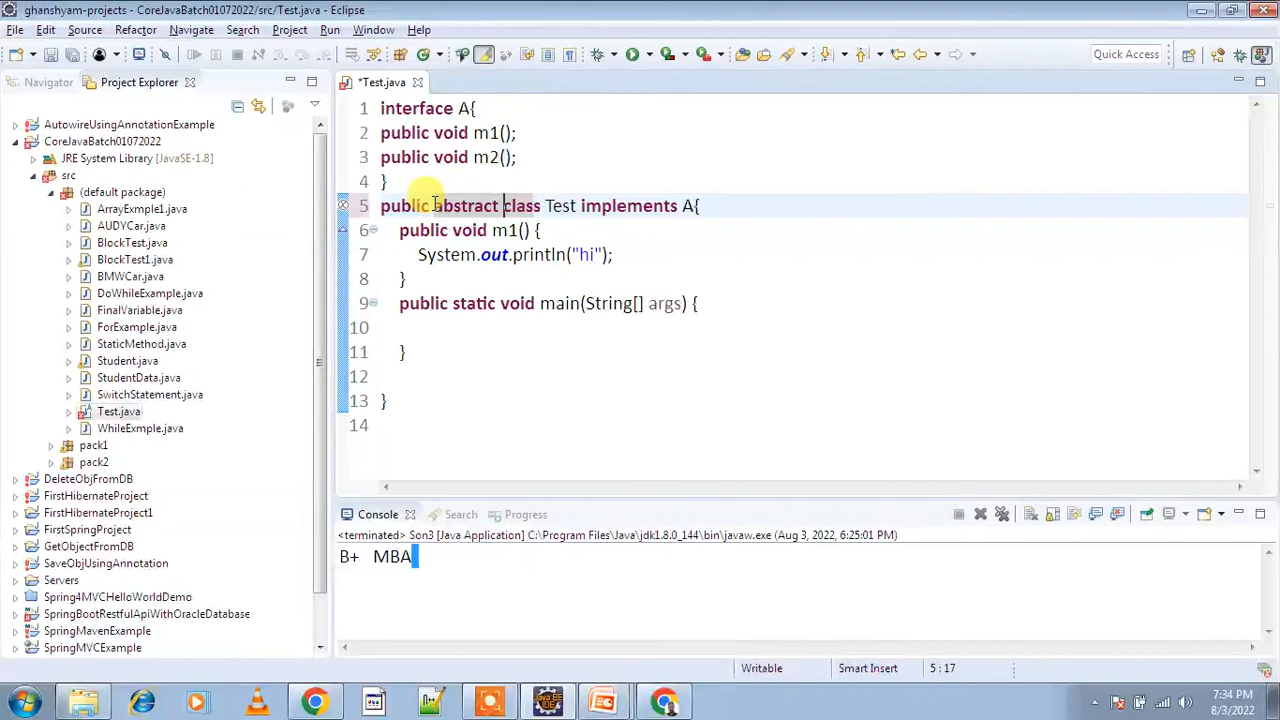 ghanshyam-projects - CoreJavaBatch01072022/src/Test.java - Eclipse
File Edit Source Refactor Navigate Search Project Run Window Help
Quick Access
Navigator Project Explorer
AutowireUsingAnnotationExample
CoreJavaBatch01072022
JRE System Library [JavaSE-1.8]
src
(default package)
ArrayExmple1.java
AUDYCar.java
BlockTest.java
BlockTest1.java
BMWCar.java
DoWhileExample.java
FinalVariable.java
ForExample.java
StaticMethod.java
Student.java
StudentData.java
SwitchStatement.java
Test.java
WhileExmple.java
pack1
pack2
DeleteObjFromDB
FirstHibernateProject
FirstHibernateProject1
FirstSpringProject
GetObjectFromDB
SaveObjUsingAnnotation
Servers
Spring4MVCHelloWorldDemo
SpringBootRestfulApiWithOracleDatabase
SpringMavenExample
SpringMVCExample
*Test.java
1 interface A{
2 public void m1();
3 public void m2();
4 }
5 public abstract class Test implements A{
6 public void m1() {
7 System.out.println("hi");
8 }
9 public static void main(String[] args) {
10
11 }
12
13 }
14
Console Search Progress
<terminated> Son3 [Java Application] C:\Program Files\Java\jdk1.8.0_144\bin\javaw.exe (Aug 3, 2022, 6:25:01 PM)
B+ MBA
Writable Smart Insert 5 : 17
7:34 PM
8/3/2022